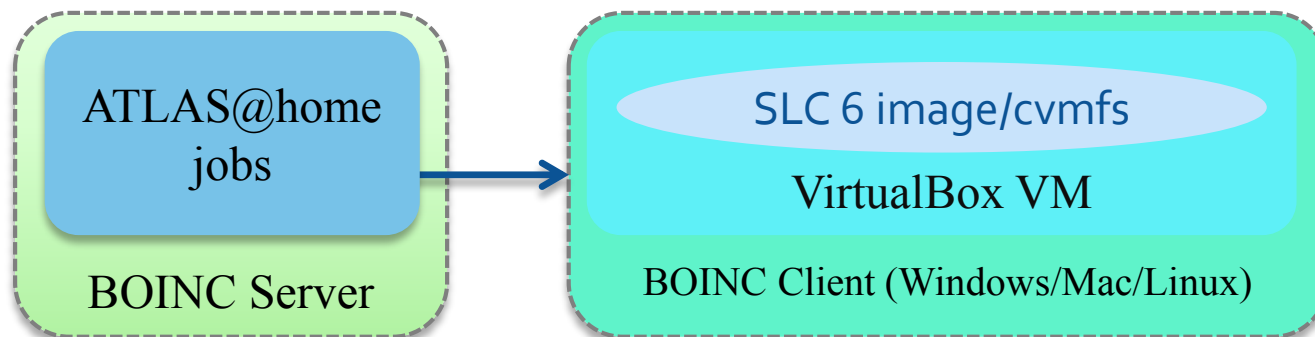 ATLAS@home
jobs
BOINC Server
SLC 6 image/cvmfs
VirtualBox VM
BOINC Client (Windows/Mac/Linux)